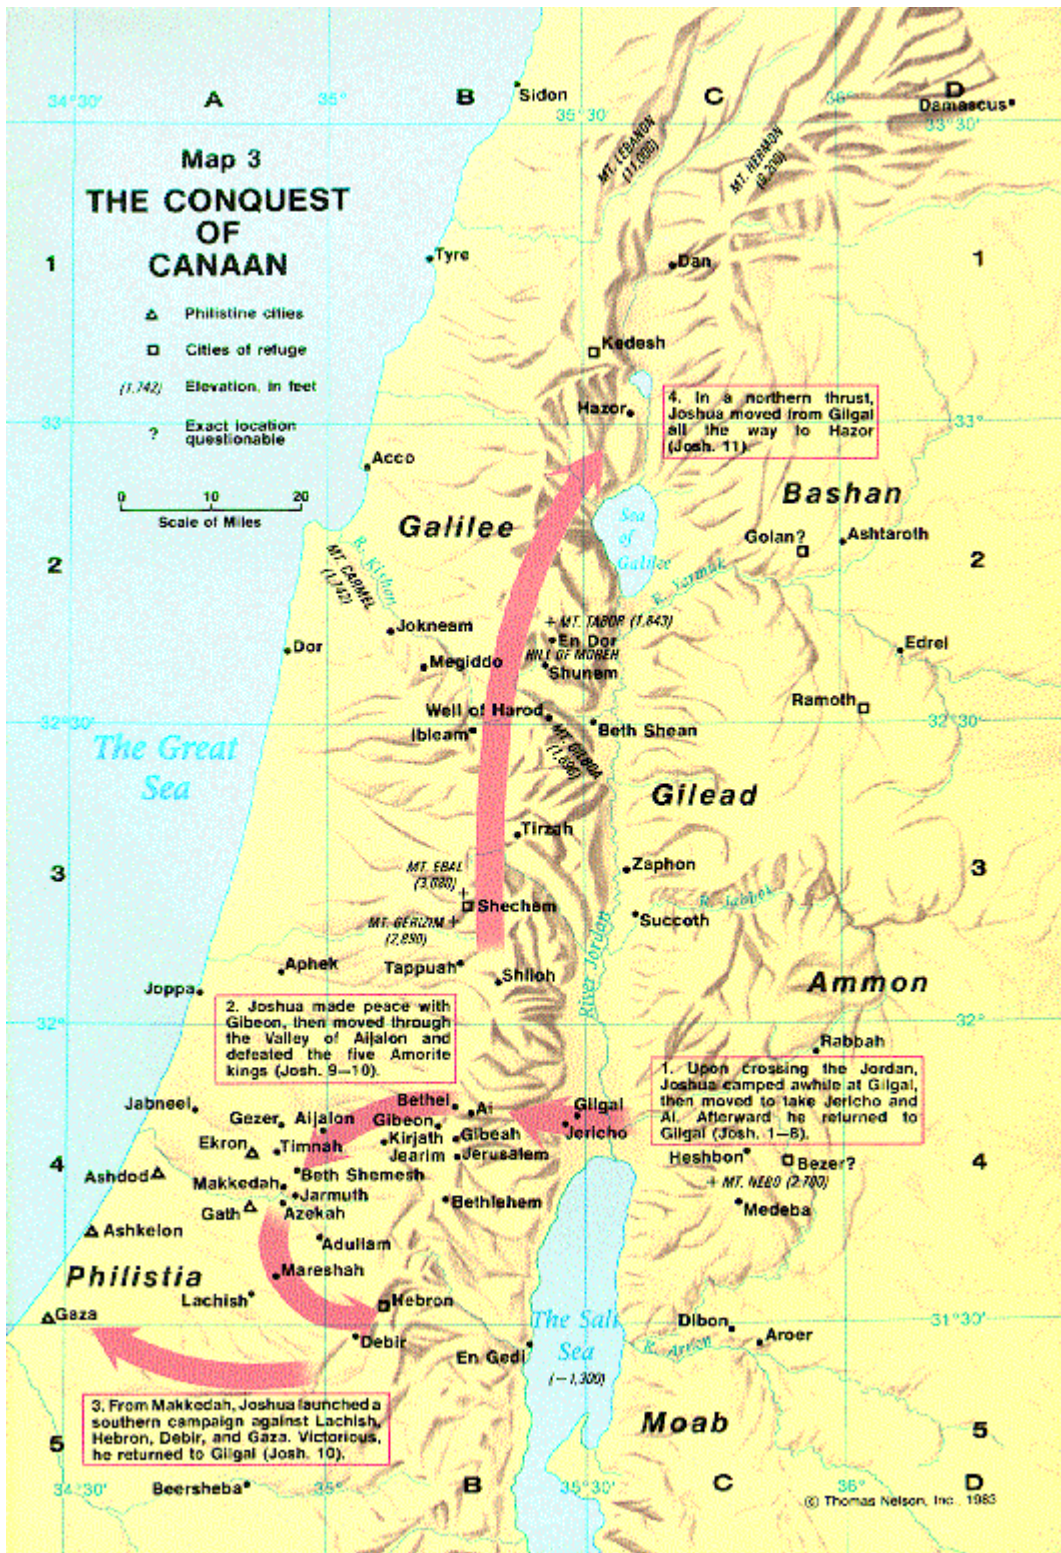 34°30'
A
35°
B
Sidon
35°30'
C
36°
D
Damascus
33°30'
MT. LEBANON
(11,000)
MT. HERMON
(9,200)
Map 3
THE CONQUEST
OF
CANAAN
1
Tyre
Dan
1
Philistine cities
Cities of refuge
(1,742) Elevation, in feet
? Exact location
questionable
Kedesh
Hazor
4. In a northern thrust,
Joshua moved from Gilgal
all the way to Hazor
(Josh. 11).
33°
33°
Acco
0 10 20
Scale of Miles
Galilee
Sea
of
Galilee
Bashan
Golan?
Ashtaroth
2
R. Kishon
MT. CARMEL
(1,742)
R. Yarmuk
2
Jokneam
MT. TABOR (1,843)
En Dor
HILL OF MOREH
Shunem
Dor
Megiddo
Edrei
Ramoth
Well of Harod
32°30'
Ibleam
MT. GILBOA
(1,696)
Beth Shean
32°30'
The Great
Sea
Gilead
Tirzah
MT. EBAL
(3,080)
Zaphon
3
3
Shechem
R. Jabbok
MT. GERIZIM
(2,890)
Succoth
Aphek
Tappuah
Shiloh
River Jordan
Ammon
Joppa
32°
32°
2. Joshua made peace with
Gibeon, then moved through
the Valley of Aijalon and
defeated the five Amorite
kings (Josh. 9—10).
Rabbah
1. Upon crossing the Jordan,
Joshua camped awhile at Gilgal,
then moved to take Jericho and
Ai. Afterward he returned to
Gilgal (Josh. 1—8).
Jabneel
Bethel
Ai
Gilgal
Gezer
Aijalon
Gibeon
Jericho
Ekron
Timnah
Kirjath
Jearim
Gibeah
Jerusalem
Heshbon
Bezer?
4
4
Ashdod
Makkedah
Beth Shemesh
MT. NEBO (2,700)
Jarmuth
Gath
Azekah
Bethlehem
Medeba
Ashkelon
Adullam
Philistia
Mareshah
Lachish
Hebron
Gaza
Debir
En Gedi
The Salt
Sea
(−1,300)
Dibon
Aroer
31°30'
R. Arnon
3. From Makkedah, Joshua launched a
southern campaign against Lachish,
Hebron, Debir, and Gaza. Victorious,
he returned to Gilgal (Josh. 10).
Moab
5
5
34°30'
Beersheba
35°
B
35°30'
C
36°
D
© Thomas Nelson, Inc., 1983